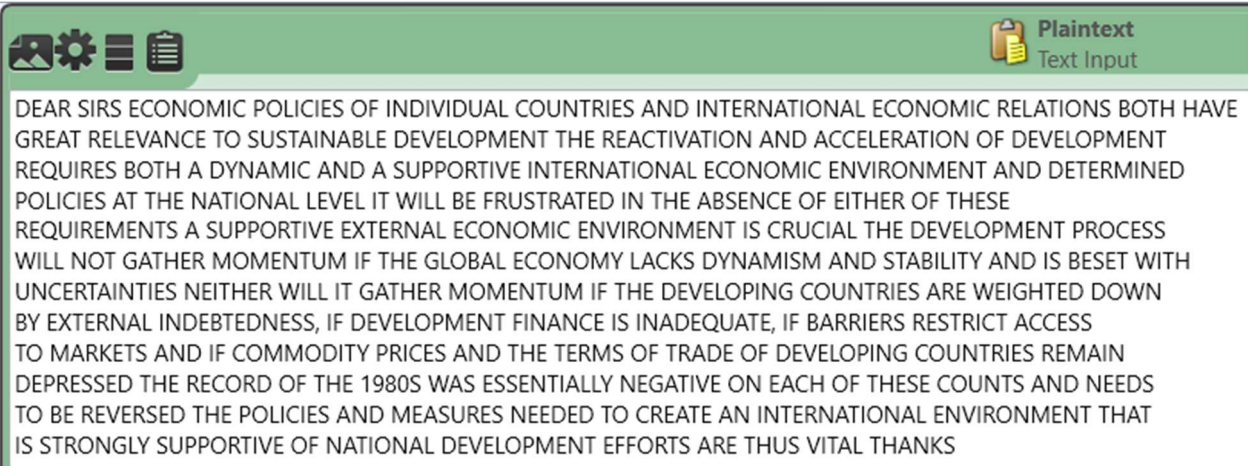 Plaintext
Text Input
DEAR SIRS ECONOMIC POLICIES OF INDIVIDUAL COUNTRIES AND INTERNATIONAL ECONOMIC RELATIONS BOTH HAVE
GREAT RELEVANCE TO SUSTAINABLE DEVELOPMENT THE REACTIVATION AND ACCELERATION OF DEVELOPMENT
REQUIRES BOTH A DYNAMIC AND A SUPPORTIVE INTERNATIONAL ECONOMIC ENVIRONMENT AND DETERMINED
POLICIES AT THE NATIONAL LEVEL IT WILL BE FRUSTRATED IN THE ABSENCE OF EITHER OF THESE
REQUIREMENTS A SUPPORTIVE EXTERNAL ECONOMIC ENVIRONMENT IS CRUCIAL THE DEVELOPMENT PROCESS
WILL NOT GATHER MOMENTUM IF THE GLOBAL ECONOMY LACKS DYNAMISM AND STABILITY AND IS BESET WITH
UNCERTAINTIES NEITHER WILL IT GATHER MOMENTUM IF THE DEVELOPING COUNTRIES ARE WEIGHTED DOWN
BY EXTERNAL INDEBTEDNESS, IF DEVELOPMENT FINANCE IS INADEQUATE, IF BARRIERS RESTRICT ACCESS
TO MARKETS AND IF COMMODITY PRICES AND THE TERMS OF TRADE OF DEVELOPING COUNTRIES REMAIN
DEPRESSED THE RECORD OF THE 1980S WAS ESSENTIALLY NEGATIVE ON EACH OF THESE COUNTS AND NEEDS
TO BE REVERSED THE POLICIES AND MEASURES NEEDED TO CREATE AN INTERNATIONAL ENVIRONMENT THAT
IS STRONGLY SUPPORTIVE OF NATIONAL DEVELOPMENT EFFORTS ARE THUS VITAL THANKS